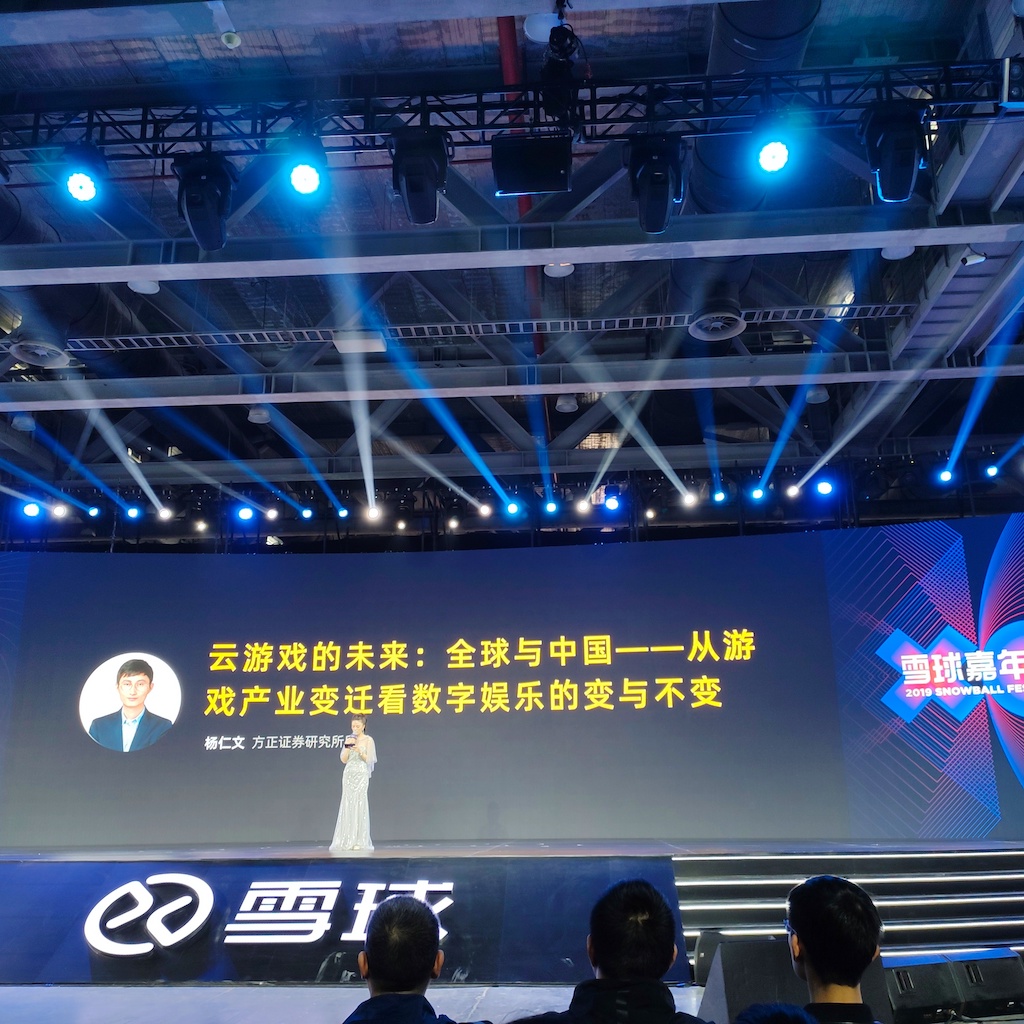 云游戏的未来：全球与中国——从游
戏产业变迁看数字娱乐的变与不变
杨仁文 方正证券研究所
雪球嘉年
2019 SNOWBALL FE
雪球